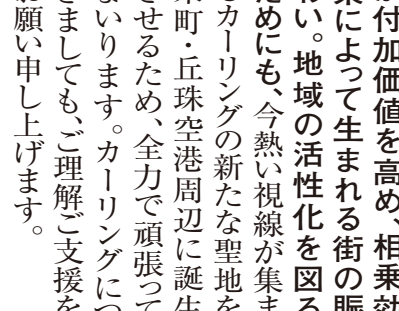 が付加価値を高め、相乗効
果によって生まれる街の賑
わい。地域の活性化を図る
ためにも、今熱い視線が集ま
るカーリングの新たな聖地を
栄町・丘珠空港周辺に誕生
させるため、全力で頑張って
まいります。カーリングにつ
きましても、ご理解ご支援を
お願い申し上げます。